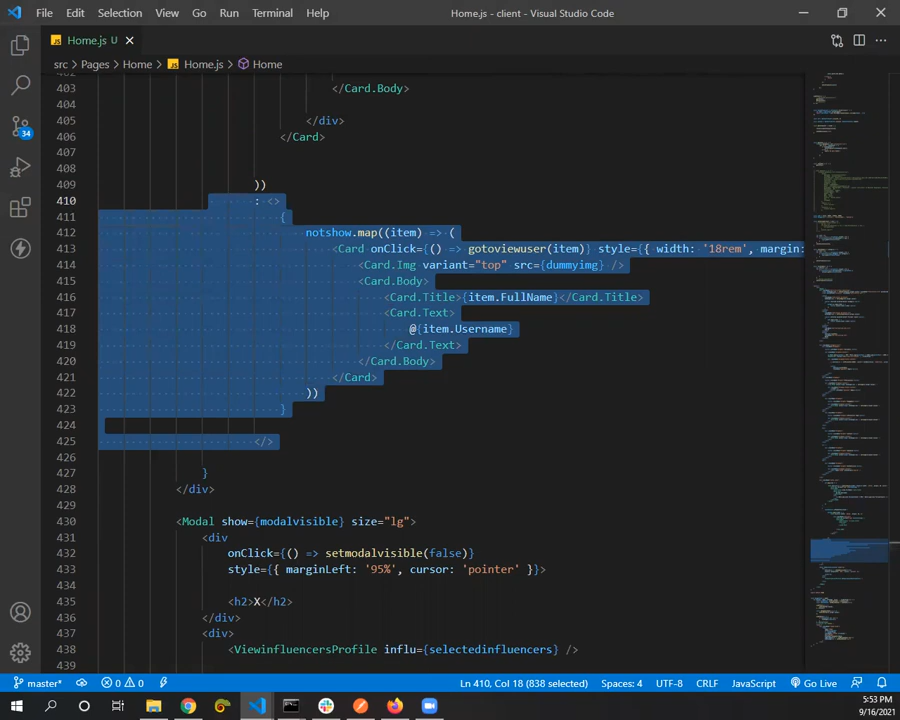 File Edit Selection View Go Run Terminal Help Home.js - client - Visual Studio Code
JS Home.js U
src > Pages > Home > JS Home.js > Home
403 </Card.Body>
404
405 </div>
406 </Card>
407
408
409 ))
410 : <>
411 {
412 notshow.map((item) => (
413 <Card onClick={() => gotoviewuser(item)} style={{ width: '18rem', margin:
414 <Card.Img variant="top" src={dummyimg} />
415 <Card.Body>
416 <Card.Title>{item.FullName}</Card.Title>
417 <Card.Text>
418 @{item.Username}
419 </Card.Text>
420 </Card.Body>
421 </Card>
422 ))
423 }
424
425 </>
426
427 }
428 </div>
429
430 <Modal show={modalvisible} size="lg">
431 <div
432 onClick={() => setmodalvisible(false)}
433 style={{ marginLeft: '95%', cursor: 'pointer' }}>
434
435 <h2>X</h2>
436 </div>
437 <div>
438 <ViewinfluencersProfile influ={selectedinfluencers} />
439
34
master* 0 0 Ln 410, Col 18 (838 selected) Spaces: 4 UTF-8 CRLF JavaScript Go Live
5:53 PM
9/16/2021